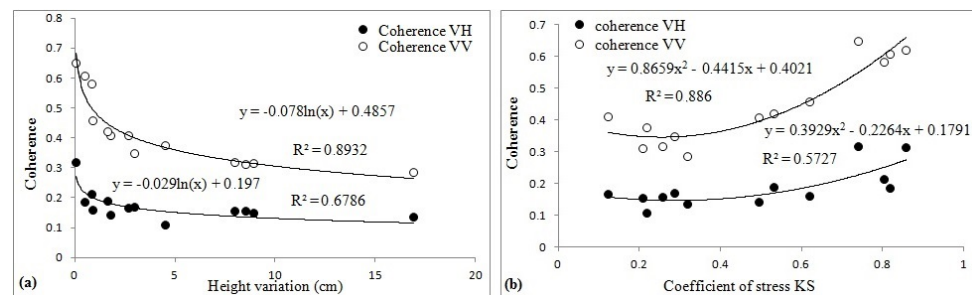 0.8
0.7
0.6
0.5
0.4
0.3
0.2
0.1
0
Coherence
Coherence VH
Coherence VV
y = -0.078ln(x) + 0.4857
R² = 0.8932
y = -0.029ln(x) + 0.197
R² = 0.6786
0 5 10 15 20
(a) Height variation (cm)
0.7
0.6
0.5
0.4
0.3
0.2
0.1
0
Coherence
coherence VH
coherence VV
y = 0.8659x² - 0.4415x + 0.4021
R² = 0.886
y = 0.3929x² - 0.2264x + 0.1791
R² = 0.5727
0 0.2 0.4 0.6 0.8 1
(b) Coefficient of stress KS